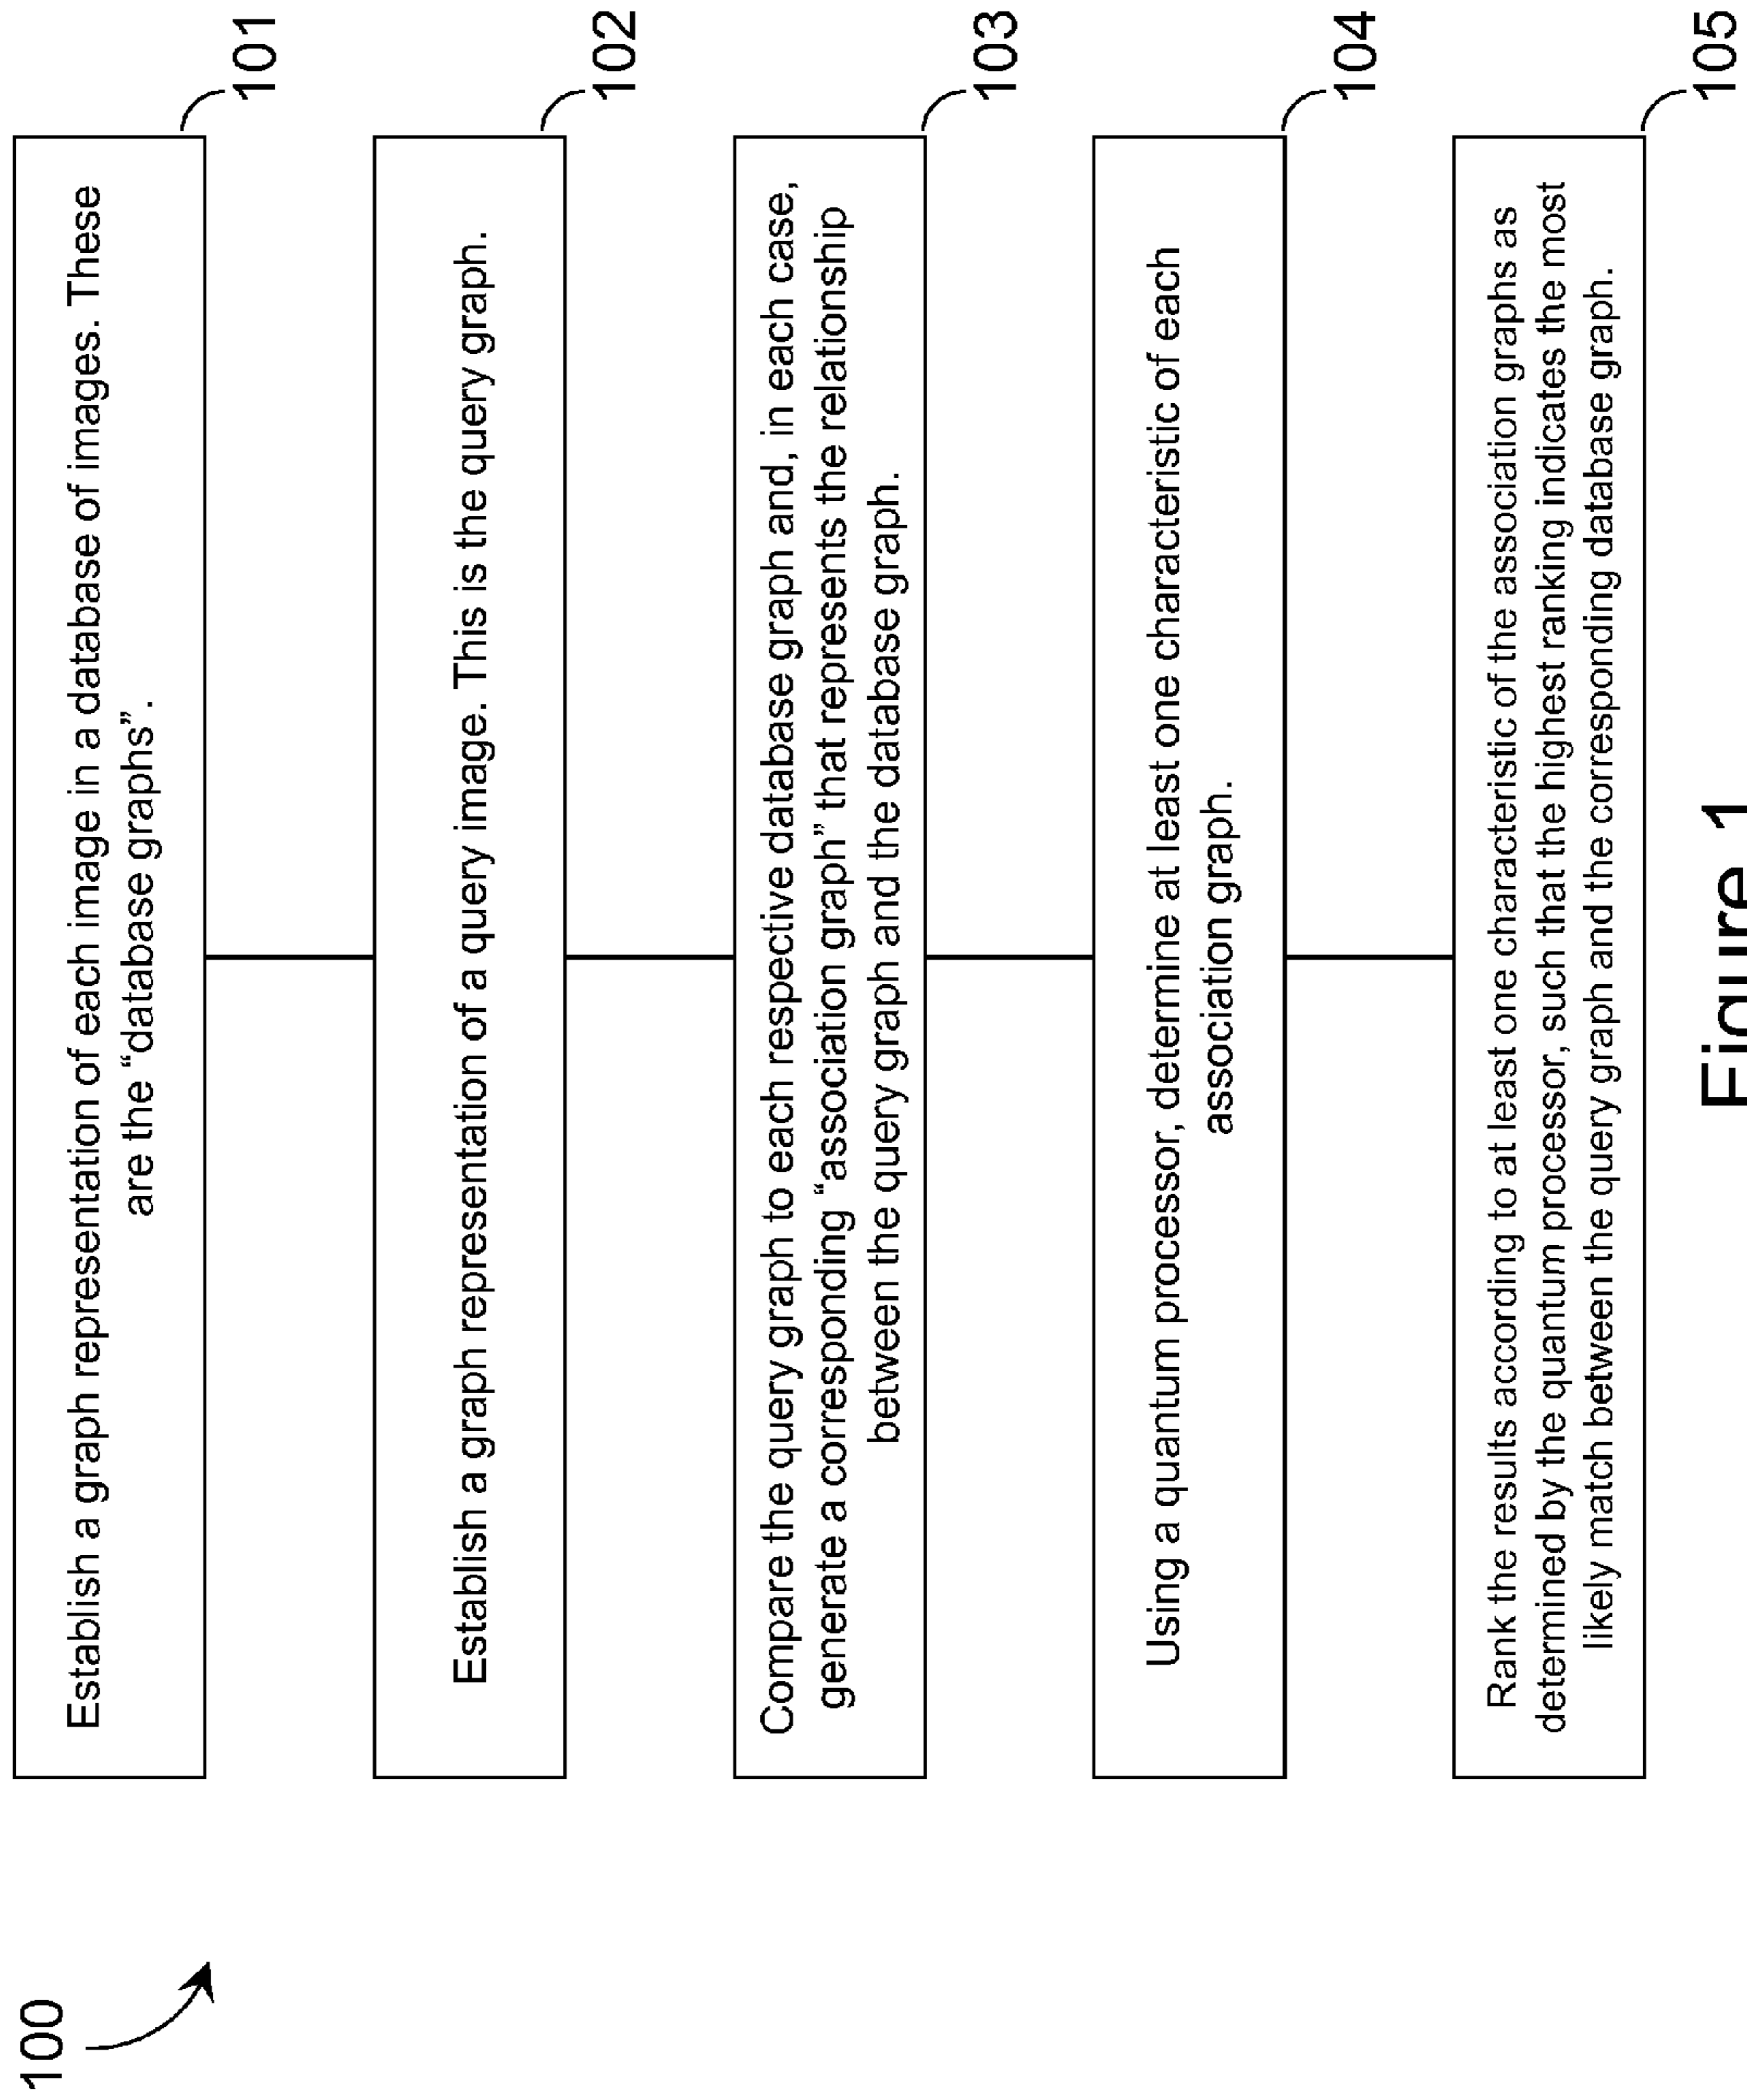 100
Establish a graph representation of each image in a database of images. These
are the “database graphs”.
101
Establish a graph representation of a query image. This is the query graph.
102
Compare the query graph to each respective database graph and, in each case,
generate a corresponding “association graph” that represents the relationship
between the query graph and the database graph.
103
Using a quantum processor, determine at least one characteristic of each
association graph.
104
Rank the results according to at least one characteristic of the association graphs as
determined by the quantum processor, such that the highest ranking indicates the most
likely match between the query graph and the corresponding database graph.
105
Figure 1